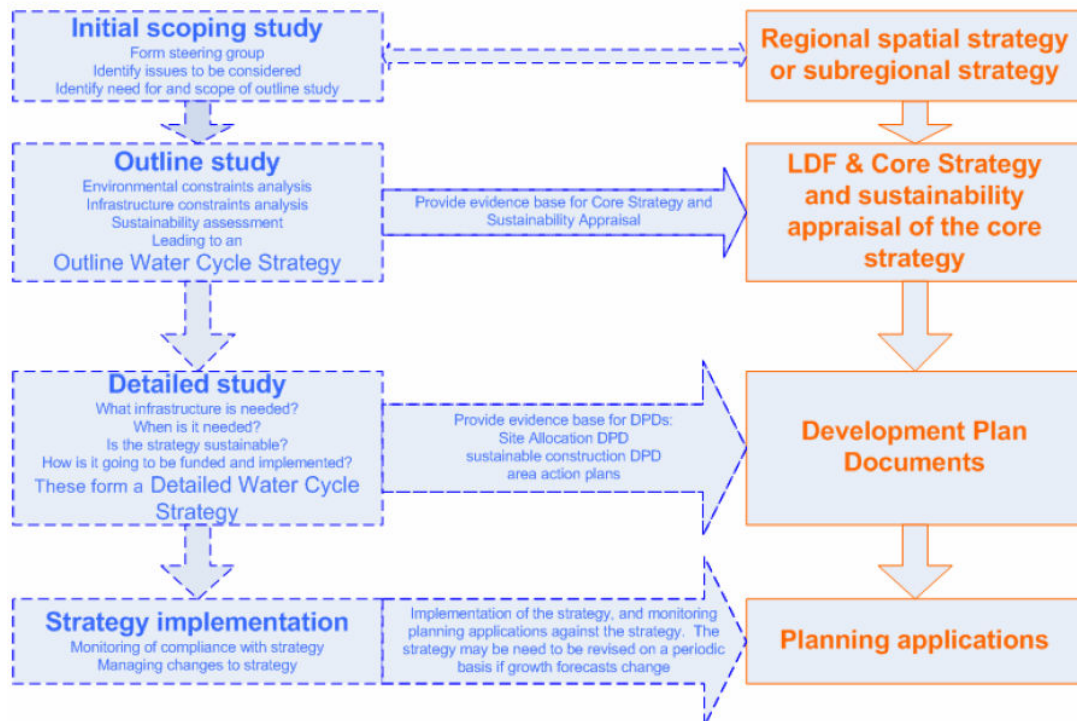 Initial scoping study
Form steering group
Identify issues to be considered
Identify need for and scope of outline study
Regional spatial strategy
or subregional strategy
Outline study
Environmental constraints analysis
Infrastructure constraints analysis
Sustainability assessment
Leading to an
Outline Water Cycle Strategy
Provide evidence base for Core Strategy and
Sustainability Appraisal
LDF & Core Strategy
and sustainability
appraisal of the core
strategy
Detailed study
What infrastructure is needed?
When is it needed?
Is the strategy sustainable?
How is it going to be funded and implemented?
These form a Detailed Water Cycle
Strategy
Provide evidence base for DPDs:
Site Allocation DPD
sustainable construction DPD
area action plans
Development Plan
Documents
Strategy implementation
Monitoring of compliance with strategy
Managing changes to strategy
Implementation of the strategy, and monitoring
planning applications against the strategy.  The
strategy may be need to be revised on a periodic
basis if growth forecasts change
Planning applications